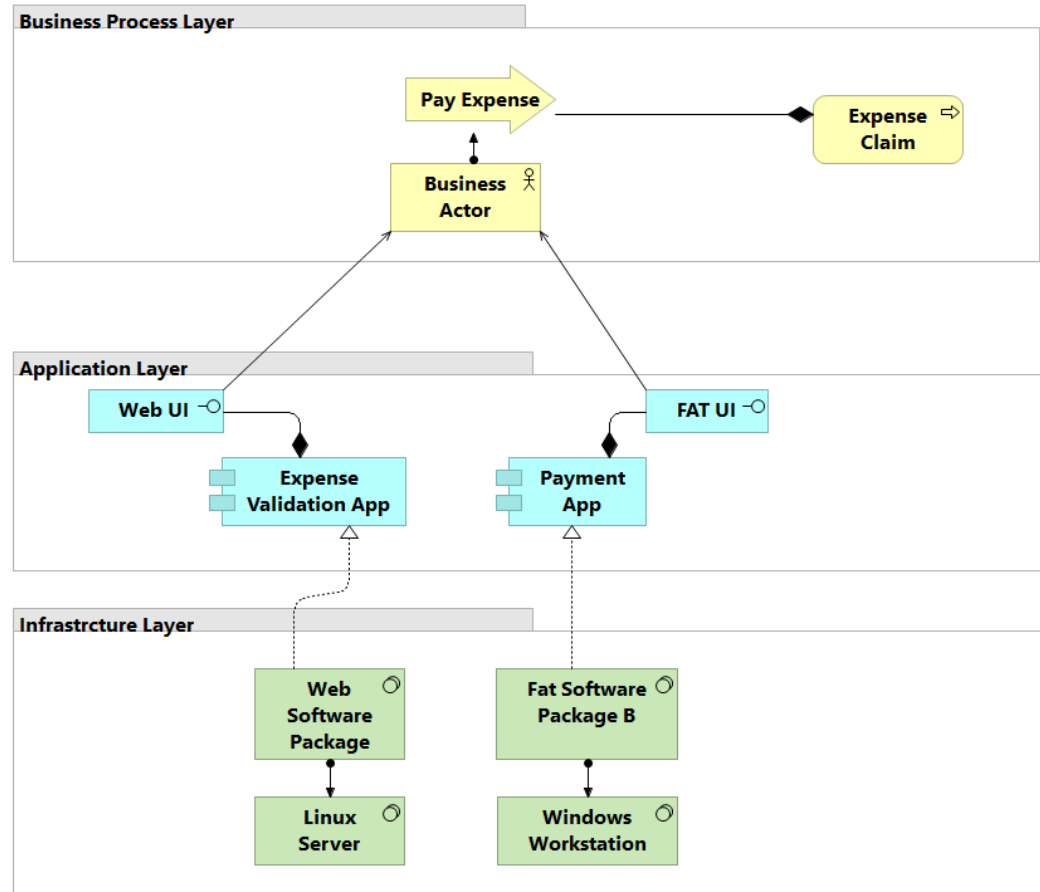 Business Process Layer
Pay Expense
Expense
Claim
Business
Actor
Application Layer
Web UI
FAT UI
Expense
Validation App
Payment
App
Infrastrcture Layer
Web
Software
Package
Fat Software
Package B
Linux
Server
Windows
Workstation